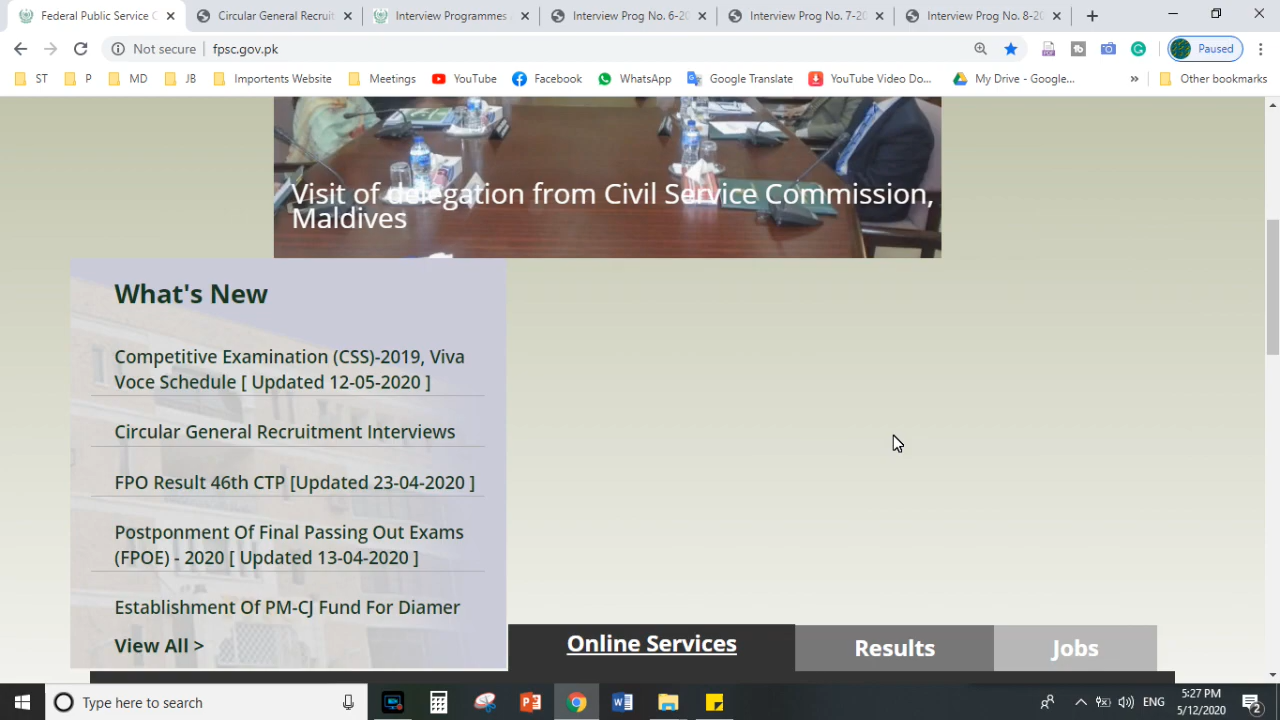 Federal Public Service C
Circular General Recruit
Interview Programmes
Interview Prog No. 6-20
Interview Prog No. 7-20
Interview Prog No. 8-20
Not secure | fpsc.gov.pk
Paused
ST
P
MD
JB
Importents Website
Meetings
YouTube
Facebook
WhatsApp
Google Translate
YouTube Video Do...
My Drive - Google...
»
Other bookmarks
Visit of delegation from Civil Service Commission,
Maldives
What's New
Competitive Examination (CSS)-2019, Viva
Voce Schedule [ Updated 12-05-2020 ]
Circular General Recruitment Interviews
FPO Result 46th CTP [Updated 23-04-2020 ]
Postponment Of Final Passing Out Exams
(FPOE) - 2020 [ Updated 13-04-2020 ]
Establishment Of PM-CJ Fund For Diamer
View All >
Online Services
Results
Jobs
Type here to search
ENG
5:27 PM
5/12/2020
2